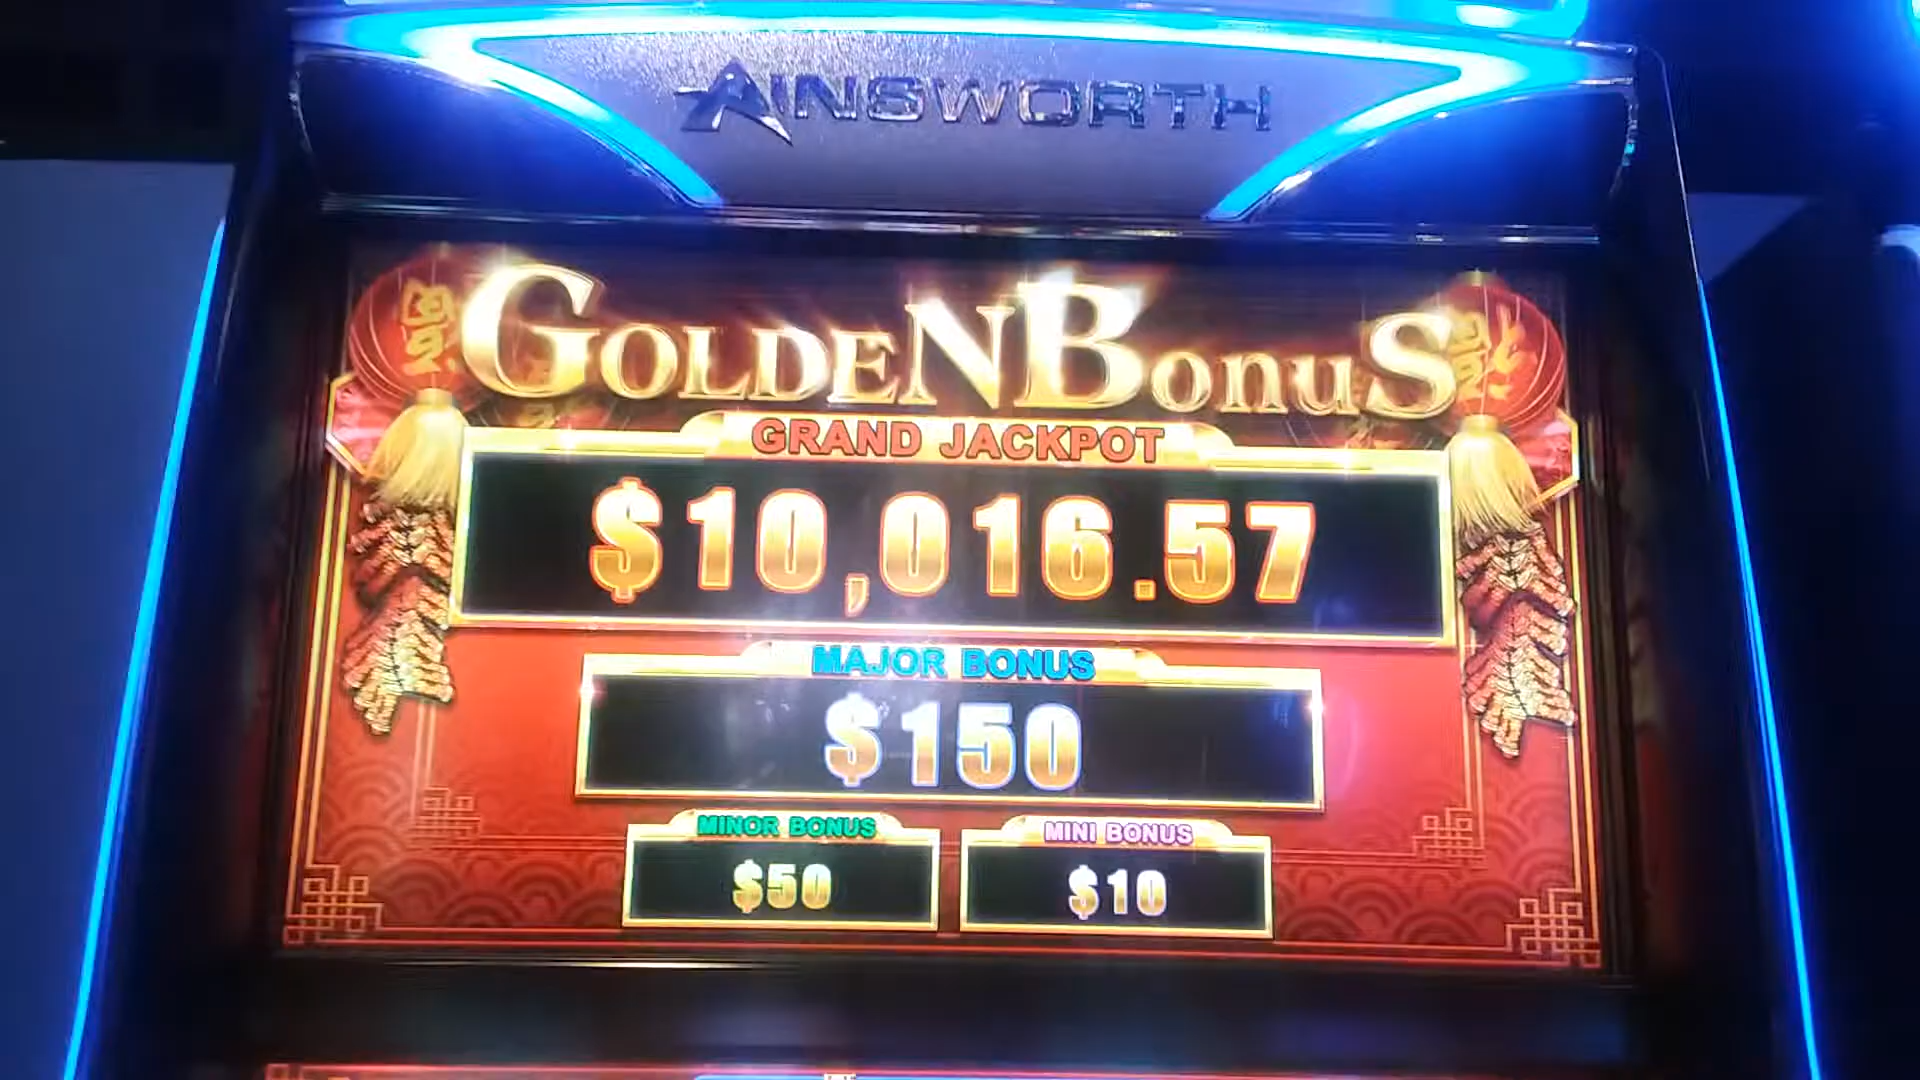 AINSWORTH
GOLDEN BONUS
GRAND JACKPOT
$10,016.57
MAJOR BONUS
$150
MINOR BONUS
$50
MINI BONUS
$10